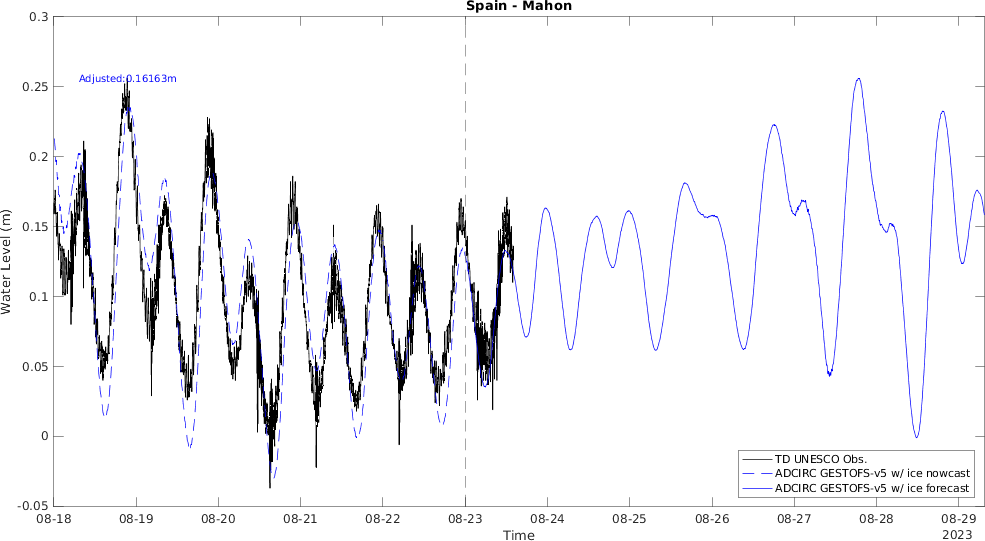 Spain - Mahon
0.3
0.25
0.2
0.15
0.1
0.05
0
-0.05
Water Level (m)
Adjusted:0.16163m
TD UNESCO Obs.
ADCIRC GESTOFS-v5 w/ ice nowcast
ADCIRC GESTOFS-v5 w/ ice forecast
08-18 08-19 08-20 08-21 08-22 08-23 08-24 08-25 08-26 08-27 08-28 08-29
Time
2023